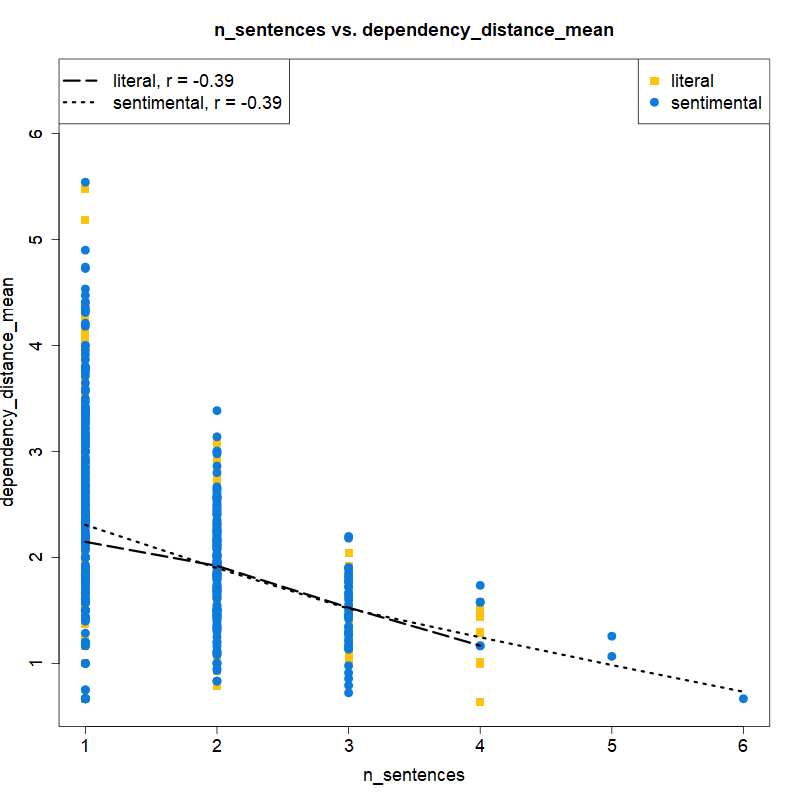 n_sentences vs. dependency_distance_mean
literal, r = -0.39
sentimental, r = -0.39
literal
sentimental
dependency_distance_mean
6
5
4
3
2
1
1 2 3 4 5 6
n_sentences